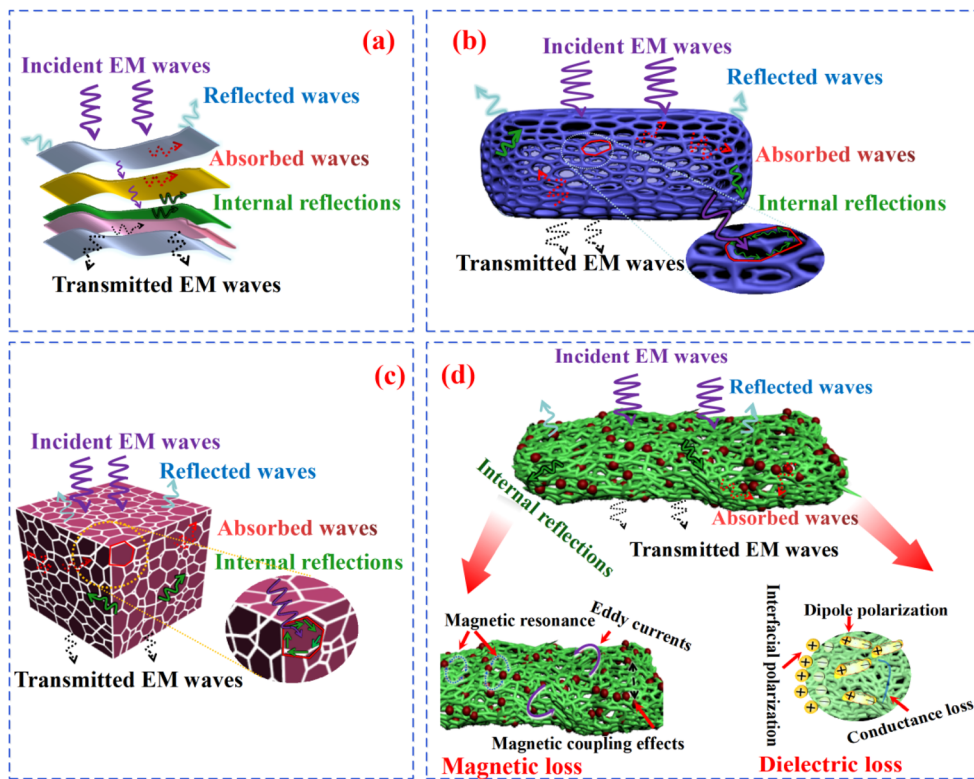 (a)
Incident EM waves
Reflected waves
Absorbed waves
Internal reflections
Transmitted EM waves
(b)
Incident EM waves
Reflected waves
Absorbed waves
Internal reflections
Transmitted EM waves
(c)
Incident EM waves
Reflected waves
Absorbed waves
Internal reflections
Transmitted EM waves
(d)
Incident EM waves
Reflected waves
Internal reflections
Absorbed waves
Transmitted EM waves
Magnetic resonance
Eddy currents
Magnetic coupling effects
Magnetic loss
Interfacial polarization
Dipole polarization
+ + + +
+ +
+ +
+
Conductance loss
Dielectric loss